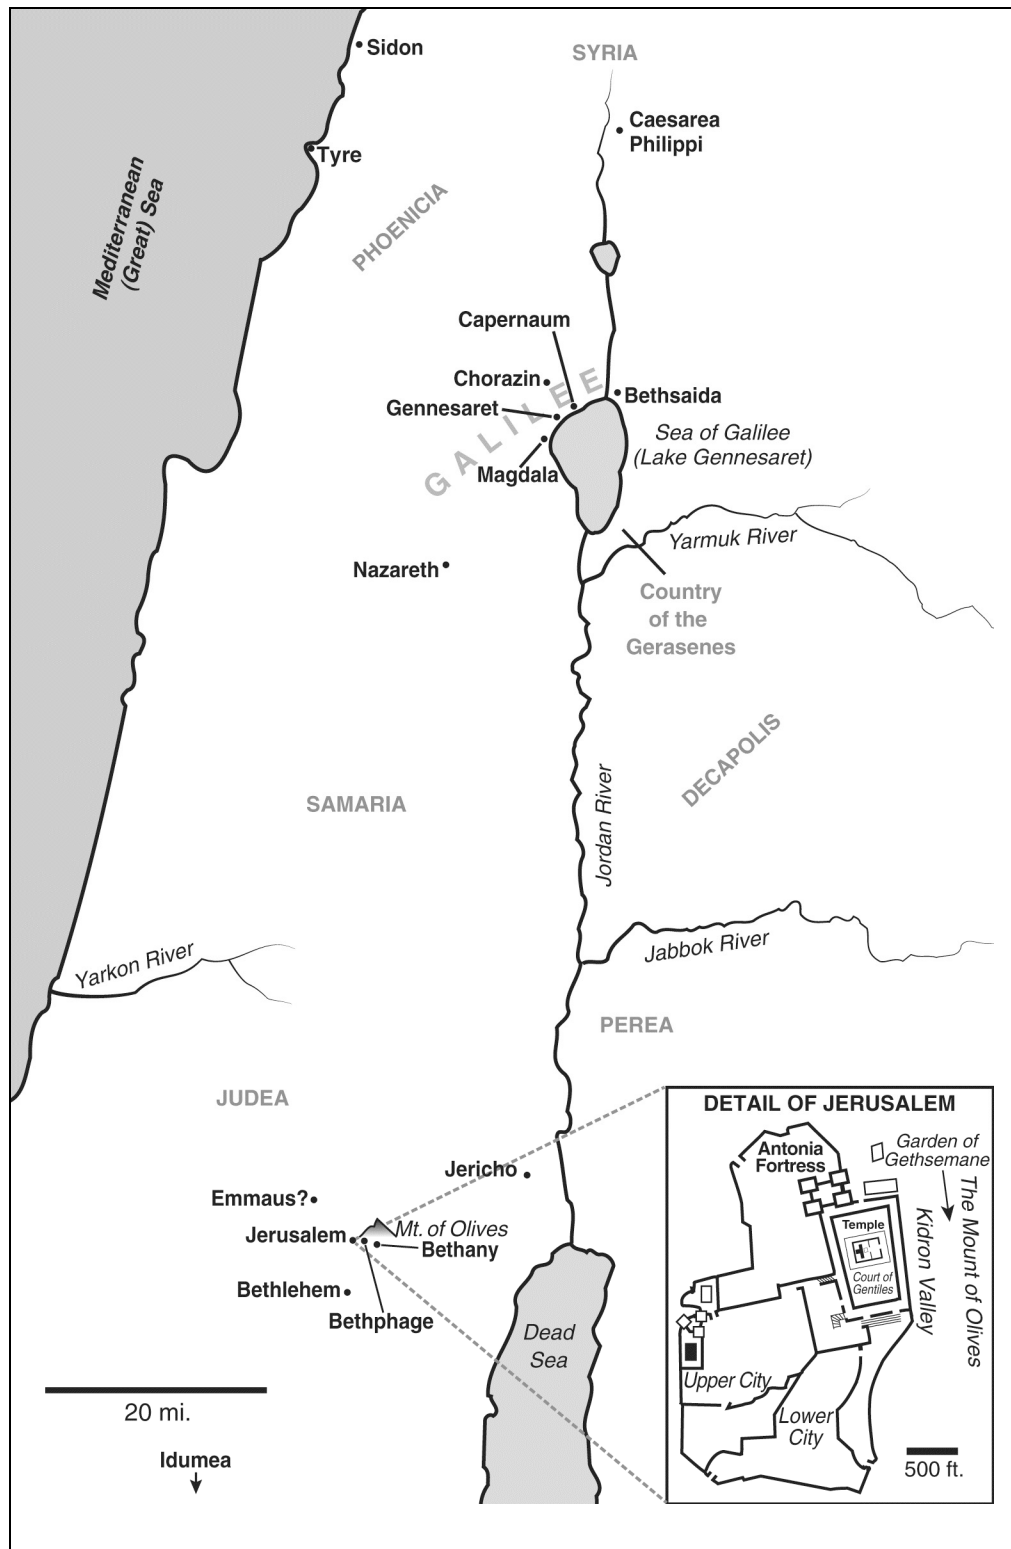 Sidon
SYRIA
Caesarea
Philippi
Tyre
Mediterranean
(Great) Sea
PHOENICIA
Capernaum
Chorazin
GALILEE
Bethsaida
Gennesaret
Sea of Galilee
(Lake Gennesaret)
Magdala
Yarmuk River
Nazareth
Country
of the
Gerasenes
DECAPOLIS
Jordan River
SAMARIA
Jabbok River
Yarkon River
PEREA
JUDEA
Jericho
Emmaus?
Jerusalem
Mt. of Olives
Bethany
Bethlehem
Bethphage
Dead
Sea
20 mi.
Idumea
DETAIL OF JERUSALEM
Antonia
Fortress
Garden of
Gethsemane
The Mount of Olives
Kidron Valley
Temple
Court of
Gentiles
Upper City
Lower
City
500 ft.